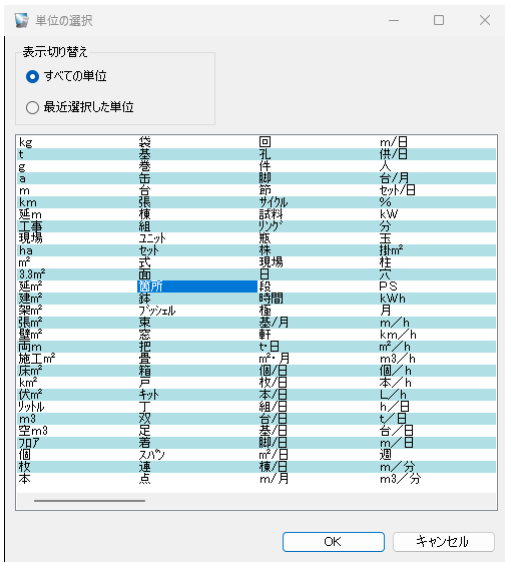 単位の選択
表示切り替え
すべての単位
最近選択した単位
kg 袋 回 m/日
t 基 孔 供/日
g 巻 件 人
a 缶 脚 台/月
m 台 節 セット/日
km 張 サイクル %
延m 棟 試料 kW
工事 組 リンク 分
現場 ユニット 瓶 玉
ha セット 株 掛m²
m² 式 現場 柱
3.3m² 面 日 穴
延m² 箇所 段 PS
建m² 鉢 時間 kWh
架m² ブッシェル 極 月
張m² 束 基/月 m/h
壁m² 窓 軒 km/h
両m 把 t・日 m²/h
施工m² 畳 m²・月 m3/h
床m² 箱 個/日 個/h
km² 戸 枚/日 本/h
伏m² キット 本/日 L/h
リットル 丁 組/日 h/日
m3 双 台/日 t/日
空m3 足 基/日 台/日
フロア 着 脚/日 m/日
個 スパン m²/日 週
枚 連 棟/日 m/分
本 点 m/月 m3/分
OK キャンセル